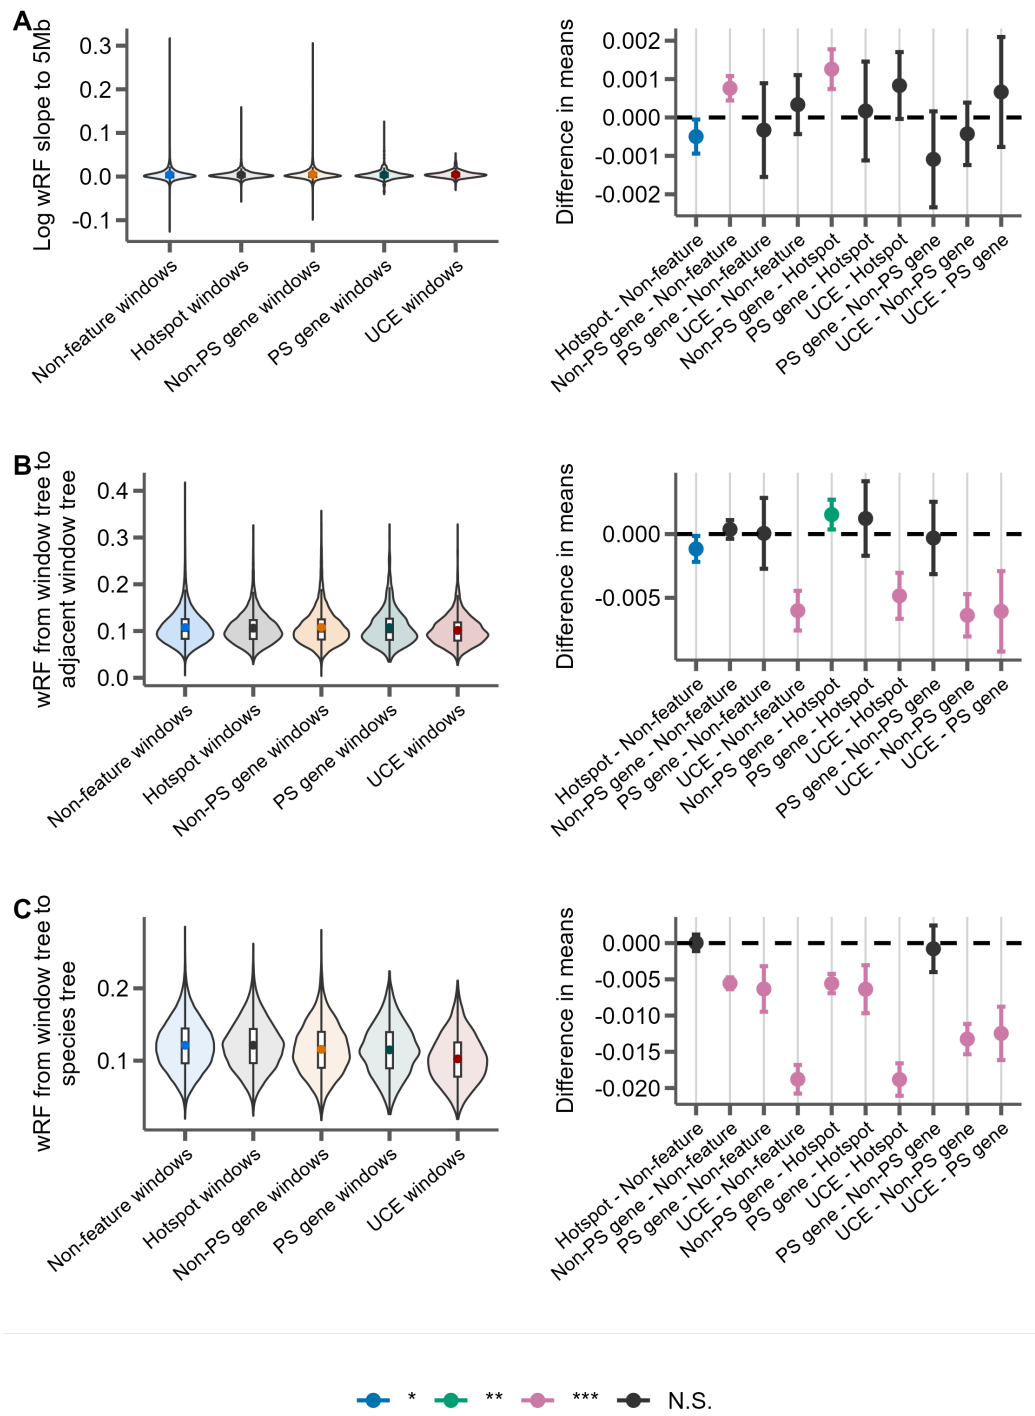 A
Log wRF slope to 5Mb
0.3
0.2
0.1
0.0
-0.1
Non-feature windows
Hotspot windows
Non-PS gene windows
PS gene windows
UCE windows
Difference in means
0.002
0.001
0.000
-0.001
-0.002
Hotspot - Non-feature
Non-PS gene - Non-feature
PS gene - Non-feature
UCE - Non-feature
Non-PS gene - Hotspot
PS gene - Hotspot
UCE - Hotspot
PS gene - Non-PS gene
UCE - Non-PS gene
UCE - PS gene
B
wRF from window tree to
adjacent window tree
0.4
0.3
0.2
0.1
0.0
Non-feature windows
Hotspot windows
Non-PS gene windows
PS gene windows
UCE windows
Difference in means
0.000
-0.005
Hotspot - Non-feature
Non-PS gene - Non-feature
PS gene - Non-feature
UCE - Non-feature
Non-PS gene - Hotspot
PS gene - Hotspot
UCE - Hotspot
PS gene - Non-PS gene
UCE - Non-PS gene
UCE - PS gene
C
wRF from window tree to
species tree
0.2
0.1
Non-feature windows
Hotspot windows
Non-PS gene windows
PS gene windows
UCE windows
Difference in means
0.000
-0.005
-0.010
-0.015
-0.020
Hotspot - Non-feature
Non-PS gene - Non-feature
PS gene - Non-feature
UCE - Non-feature
Non-PS gene - Hotspot
PS gene - Hotspot
UCE - Hotspot
PS gene - Non-PS gene
UCE - Non-PS gene
UCE - PS gene
* ** *** N.S.